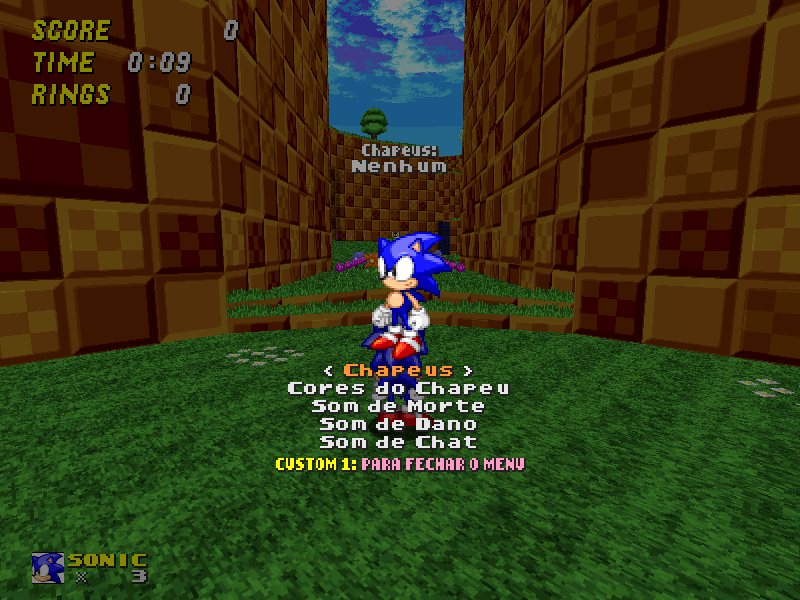 SCORE 0
TIME 0:09
RINGS 0
Chapeus:
Nenhum
< Chapeus >
Cores do Chapeu
Som de Morte
Som de Dano
Som de Chat
CUSTOM 1: PARA FECHAR O MENU
SONIC
x 3